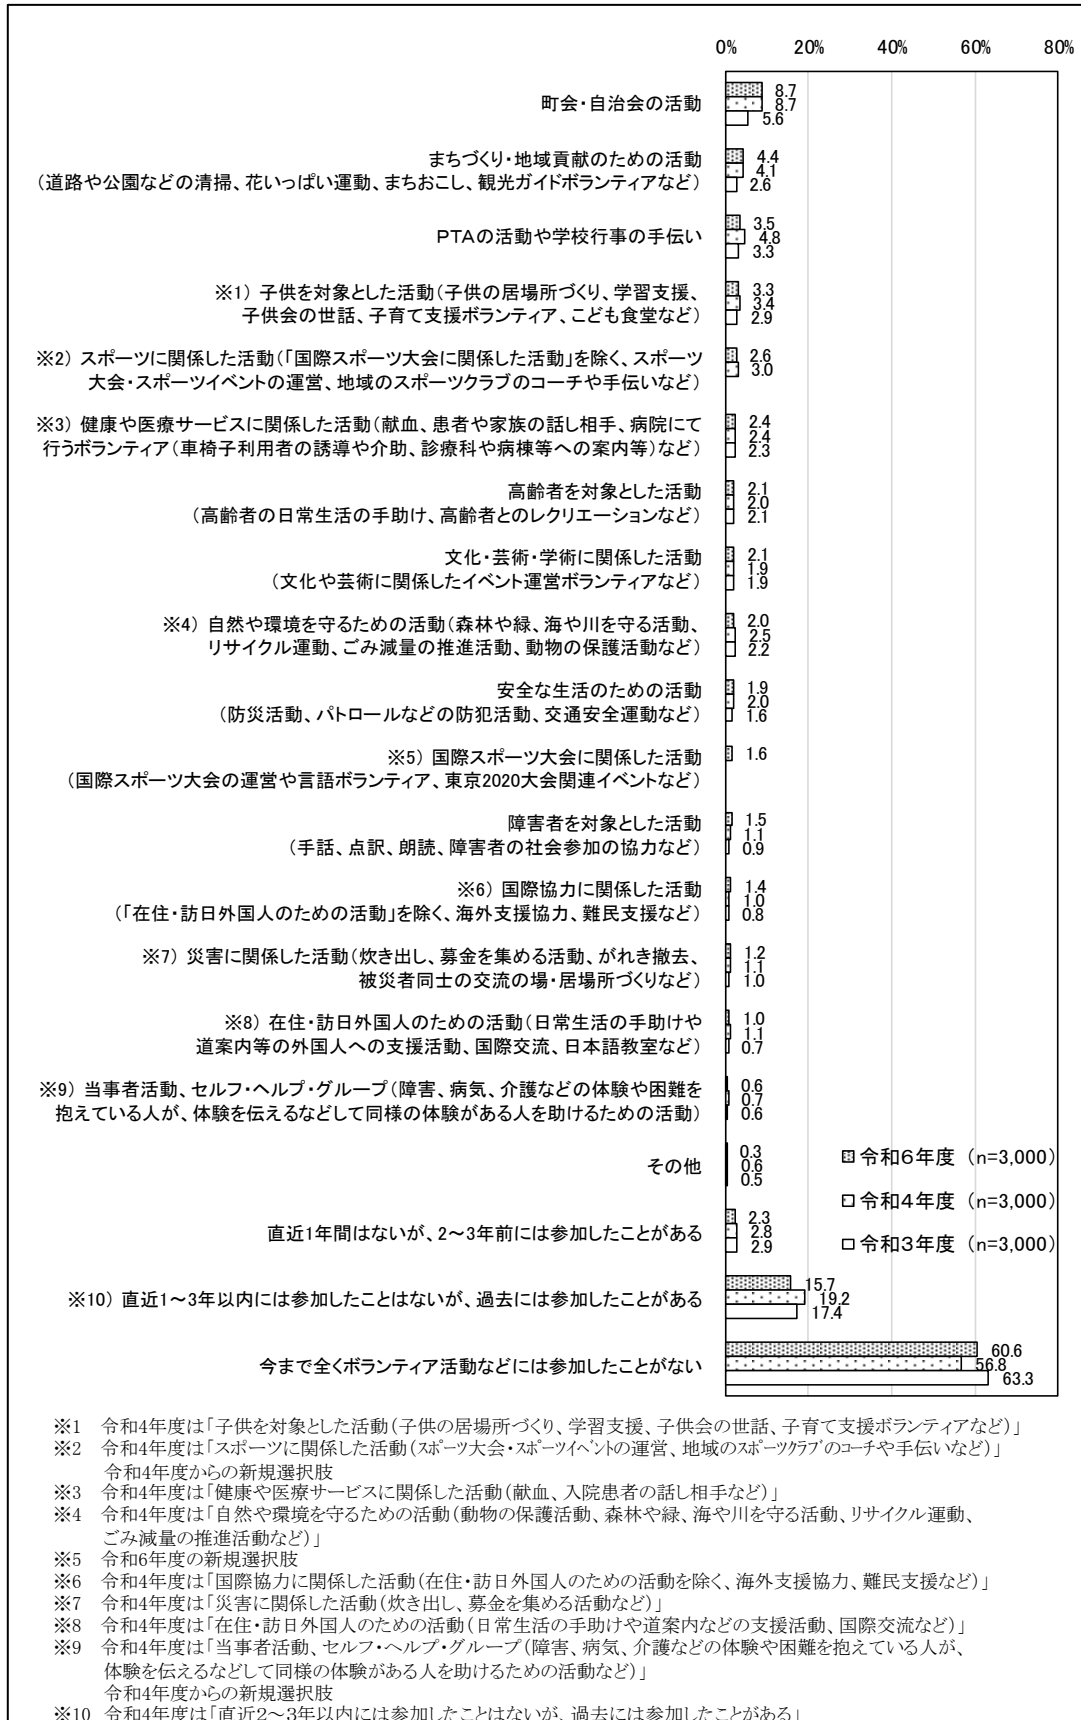 0%　20%　40%　60%　80%
町会・自治会の活動
8.7
8.7
5.6
まちづくり・地域貢献のための活動
（道路や公園などの清掃、花いっぱい運動、まちおこし、観光ガイドボランティアなど）
4.4
4.1
2.6
PTAの活動や学校行事の手伝い
3.5
4.8
3.3
※1）子供を対象とした活動（子供の居場所づくり、学習支援、
子供会の世話、子育て支援ボランティア、こども食堂など）
3.3
3.4
2.9
※2）スポーツに関係した活動（「国際スポーツ大会に関係した活動」を除く、スポーツ
大会・スポーツイベントの運営、地域のスポーツクラブのコーチや手伝いなど）
2.6
3.0
※3）健康や医療サービスに関係した活動（献血、患者や家族の話し相手、病院にて
行うボランティア（車椅子利用者の誘導や介助、診療科や病棟等への案内等）など）
2.4
2.4
2.3
高齢者を対象とした活動
（高齢者の日常生活の手助け、高齢者とのレクリエーションなど）
2.1
2.0
2.1
文化・芸術・学術に関係した活動
（文化や芸術に関係したイベント運営ボランティアなど）
2.1
1.9
1.9
※4）自然や環境を守るための活動（森林や緑、海や川を守る活動、
リサイクル運動、ごみ減量の推進活動、動物の保護活動など）
2.0
2.5
2.2
安全な生活のための活動
（防災活動、パトロールなどの防犯活動、交通安全運動など）
1.9
2.0
1.6
※5）国際スポーツ大会に関係した活動
（国際スポーツ大会の運営や言語ボランティア、東京2020大会関連イベントなど）
1.6
障害者を対象とした活動
（手話、点訳、朗読、障害者の社会参加の協力など）
1.5
1.1
0.9
※6）国際協力に関係した活動
（「在住・訪日外国人のための活動」を除く、海外支援協力、難民支援など）
1.4
1.0
0.8
※7）災害に関係した活動（炊き出し、募金を集める活動、がれき撤去、
被災者同士の交流の場・居場所づくりなど）
1.2
1.1
1.0
※8）在住・訪日外国人のための活動（日常生活の手助けや
道案内等の外国人への支援活動、国際交流、日本語教室など）
1.0
1.1
0.7
※9）当事者活動、セルフ・ヘルプ・グループ（障害、病気、介護などの体験や困難を
抱えている人が、体験を伝えるなどして同様の体験がある人を助けるための活動）
0.6
0.7
0.6
その他
0.3
0.6
0.5
令和6年度（n=3,000）
令和4年度（n=3,000）
令和3年度（n=3,000）
直近1年間はないが、2～3年前には参加したことがある
2.3
2.8
2.9
※10）直近1～3年以内には参加したことはないが、過去には参加したことがある
15.7
19.2
17.4
今まで全くボランティア活動などには参加したことがない
60.6
56.8
63.3
※1　令和4年度は「子供を対象とした活動（子供の居場所づくり、学習支援、子供会の世話、子育て支援ボランティアなど）」
※2　令和4年度は「スポーツに関係した活動（スポーツ大会・スポーツイベントの運営、地域のスポーツクラブのコーチや手伝いなど）」
令和4年度からの新規選択肢
※3　令和4年度は「健康や医療サービスに関係した活動（献血、入院患者の話し相手など）」
※4　令和4年度は「自然や環境を守るための活動（動物の保護活動、森林や緑、海や川を守る活動、リサイクル運動、
ごみ減量の推進活動など）」
※5　令和6年度の新規選択肢
※6　令和4年度は「国際協力に関係した活動（在住・訪日外国人のための活動を除く、海外支援協力、難民支援など）」
※7　令和4年度は「災害に関係した活動（炊き出し、募金を集める活動など）」
※8　令和4年度は「在住・訪日外国人のための活動（日常生活の手助けや道案内などの支援活動、国際交流など）」
※9　令和4年度は「当事者活動、セルフ・ヘルプ・グループ（障害、病気、介護などの体験や困難を抱えている人が、
体験を伝えるなどして同様の体験がある人を助けるための活動など）」
令和4年度からの新規選択肢
※10　令和4年度は「直近2～3年以内には参加したことはないが、過去には参加したことがある」